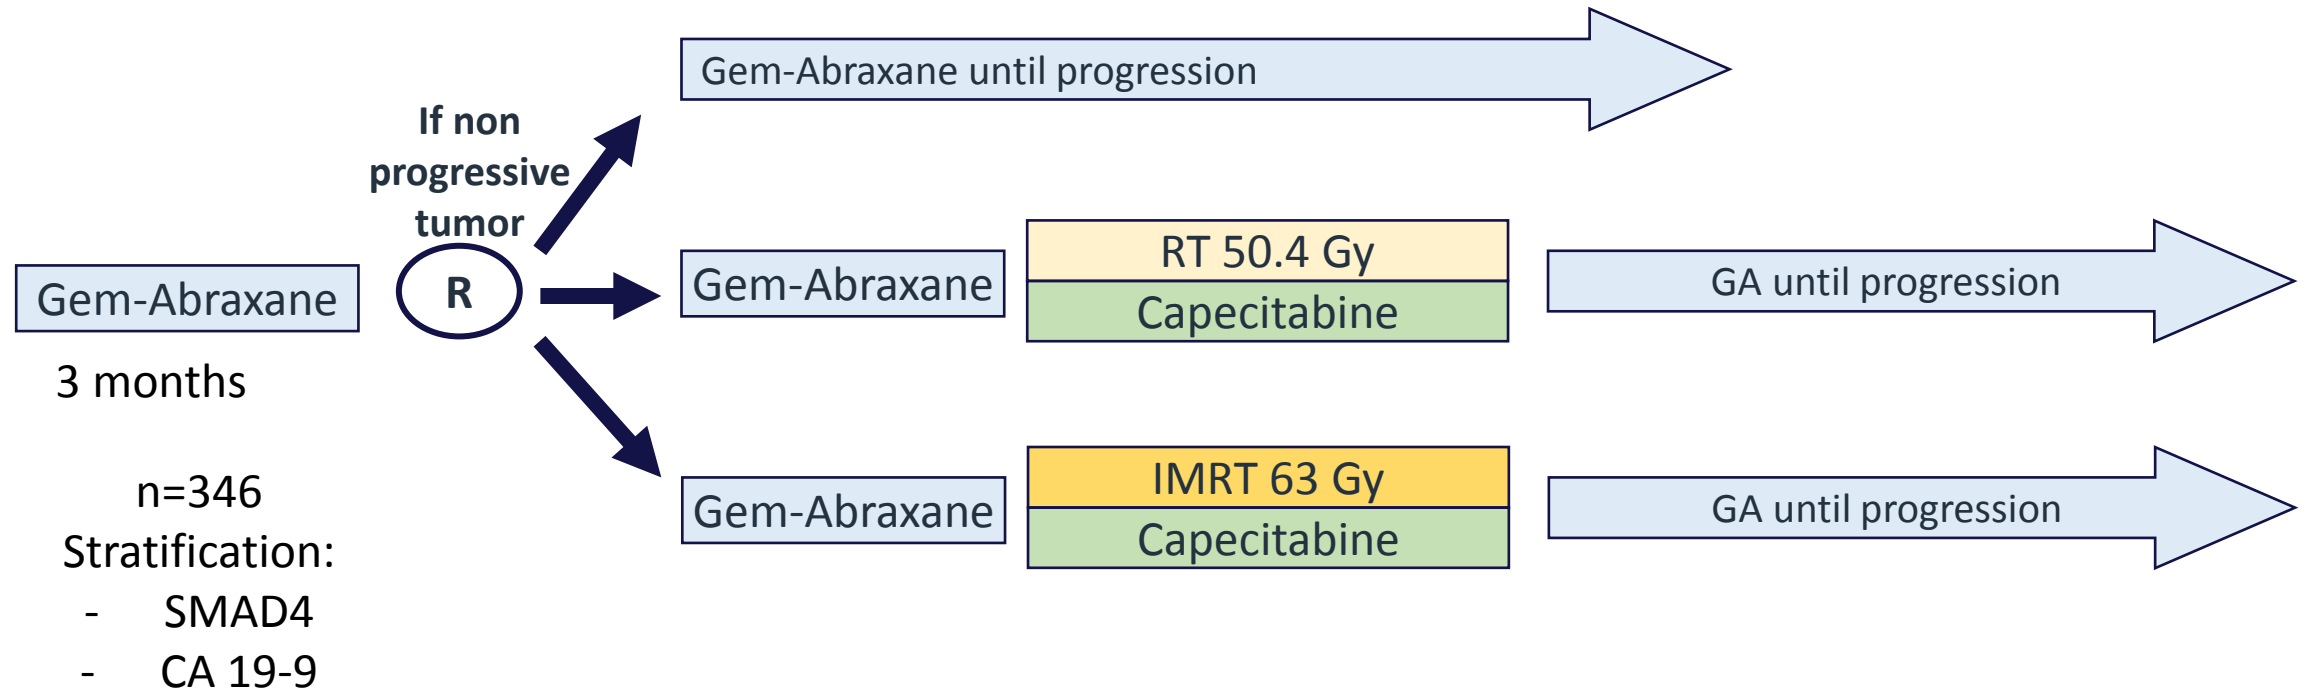 Gem-Abraxane
3 months
n=346
Stratification:
- SMAD4
- CA 19-9
If non
progressive
tumor
R
Gem-Abraxane until progression
Gem-Abraxane
RT 50.4 Gy
Capecitabine
GA until progression
Gem-Abraxane
IMRT 63 Gy
Capecitabine
GA until progression